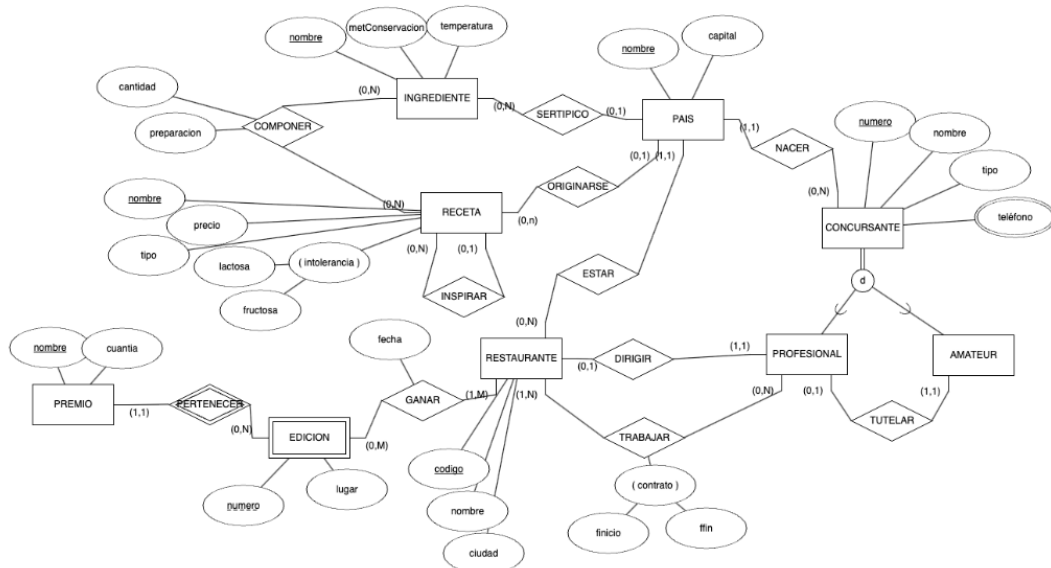 nombre
metConservacion
temperatura
nombre
capital
cantidad
preparacion
COMPONER
(0,N)
INGREDIENTE
(0,N)
SERTIPICO
(0,1)
PAIS
(1,1)
(0,1)
(1,1)
NACER
(0,N)
numero
nombre
tipo
teléfono
CONCURSANTE
d
nombre
precio
tipo
lactosa
( intolerancia )
fructosa
(0,N)
RECETA
(0,n)
ORIGINARSE
(0,N)
(0,1)
INSPIRAR
ESTAR
(0,N)
nombre
cuantia
PREMIO
(1,1)
PERTENECER
(0,N)
EDICION
(0,M)
numero
lugar
fecha
GANAR
(1,M)
RESTAURANTE
(0,1)
DIRIGIR
(1,1)
PROFESIONAL
AMATEUR
(1,N)
(0,N)
(0,1)
(1,1)
TUTELAR
TRABAJAR
codigo
nombre
ciudad
( contrato )
finicio
ffin